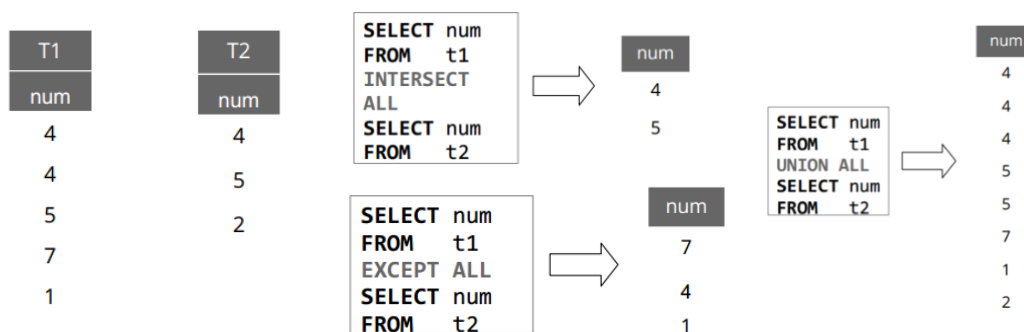 T1
num
4
4
5
7
1
T2
num
4
5
2
SELECT num
FROM t1
INTERSECT
ALL
SELECT num
FROM t2
num
4
5
SELECT num
FROM t1
EXCEPT ALL
SELECT num
FROM t2
num
7
4
1
SELECT num
FROM t1
UNION ALL
SELECT num
FROM t2
num
4
4
4
5
5
7
1
2